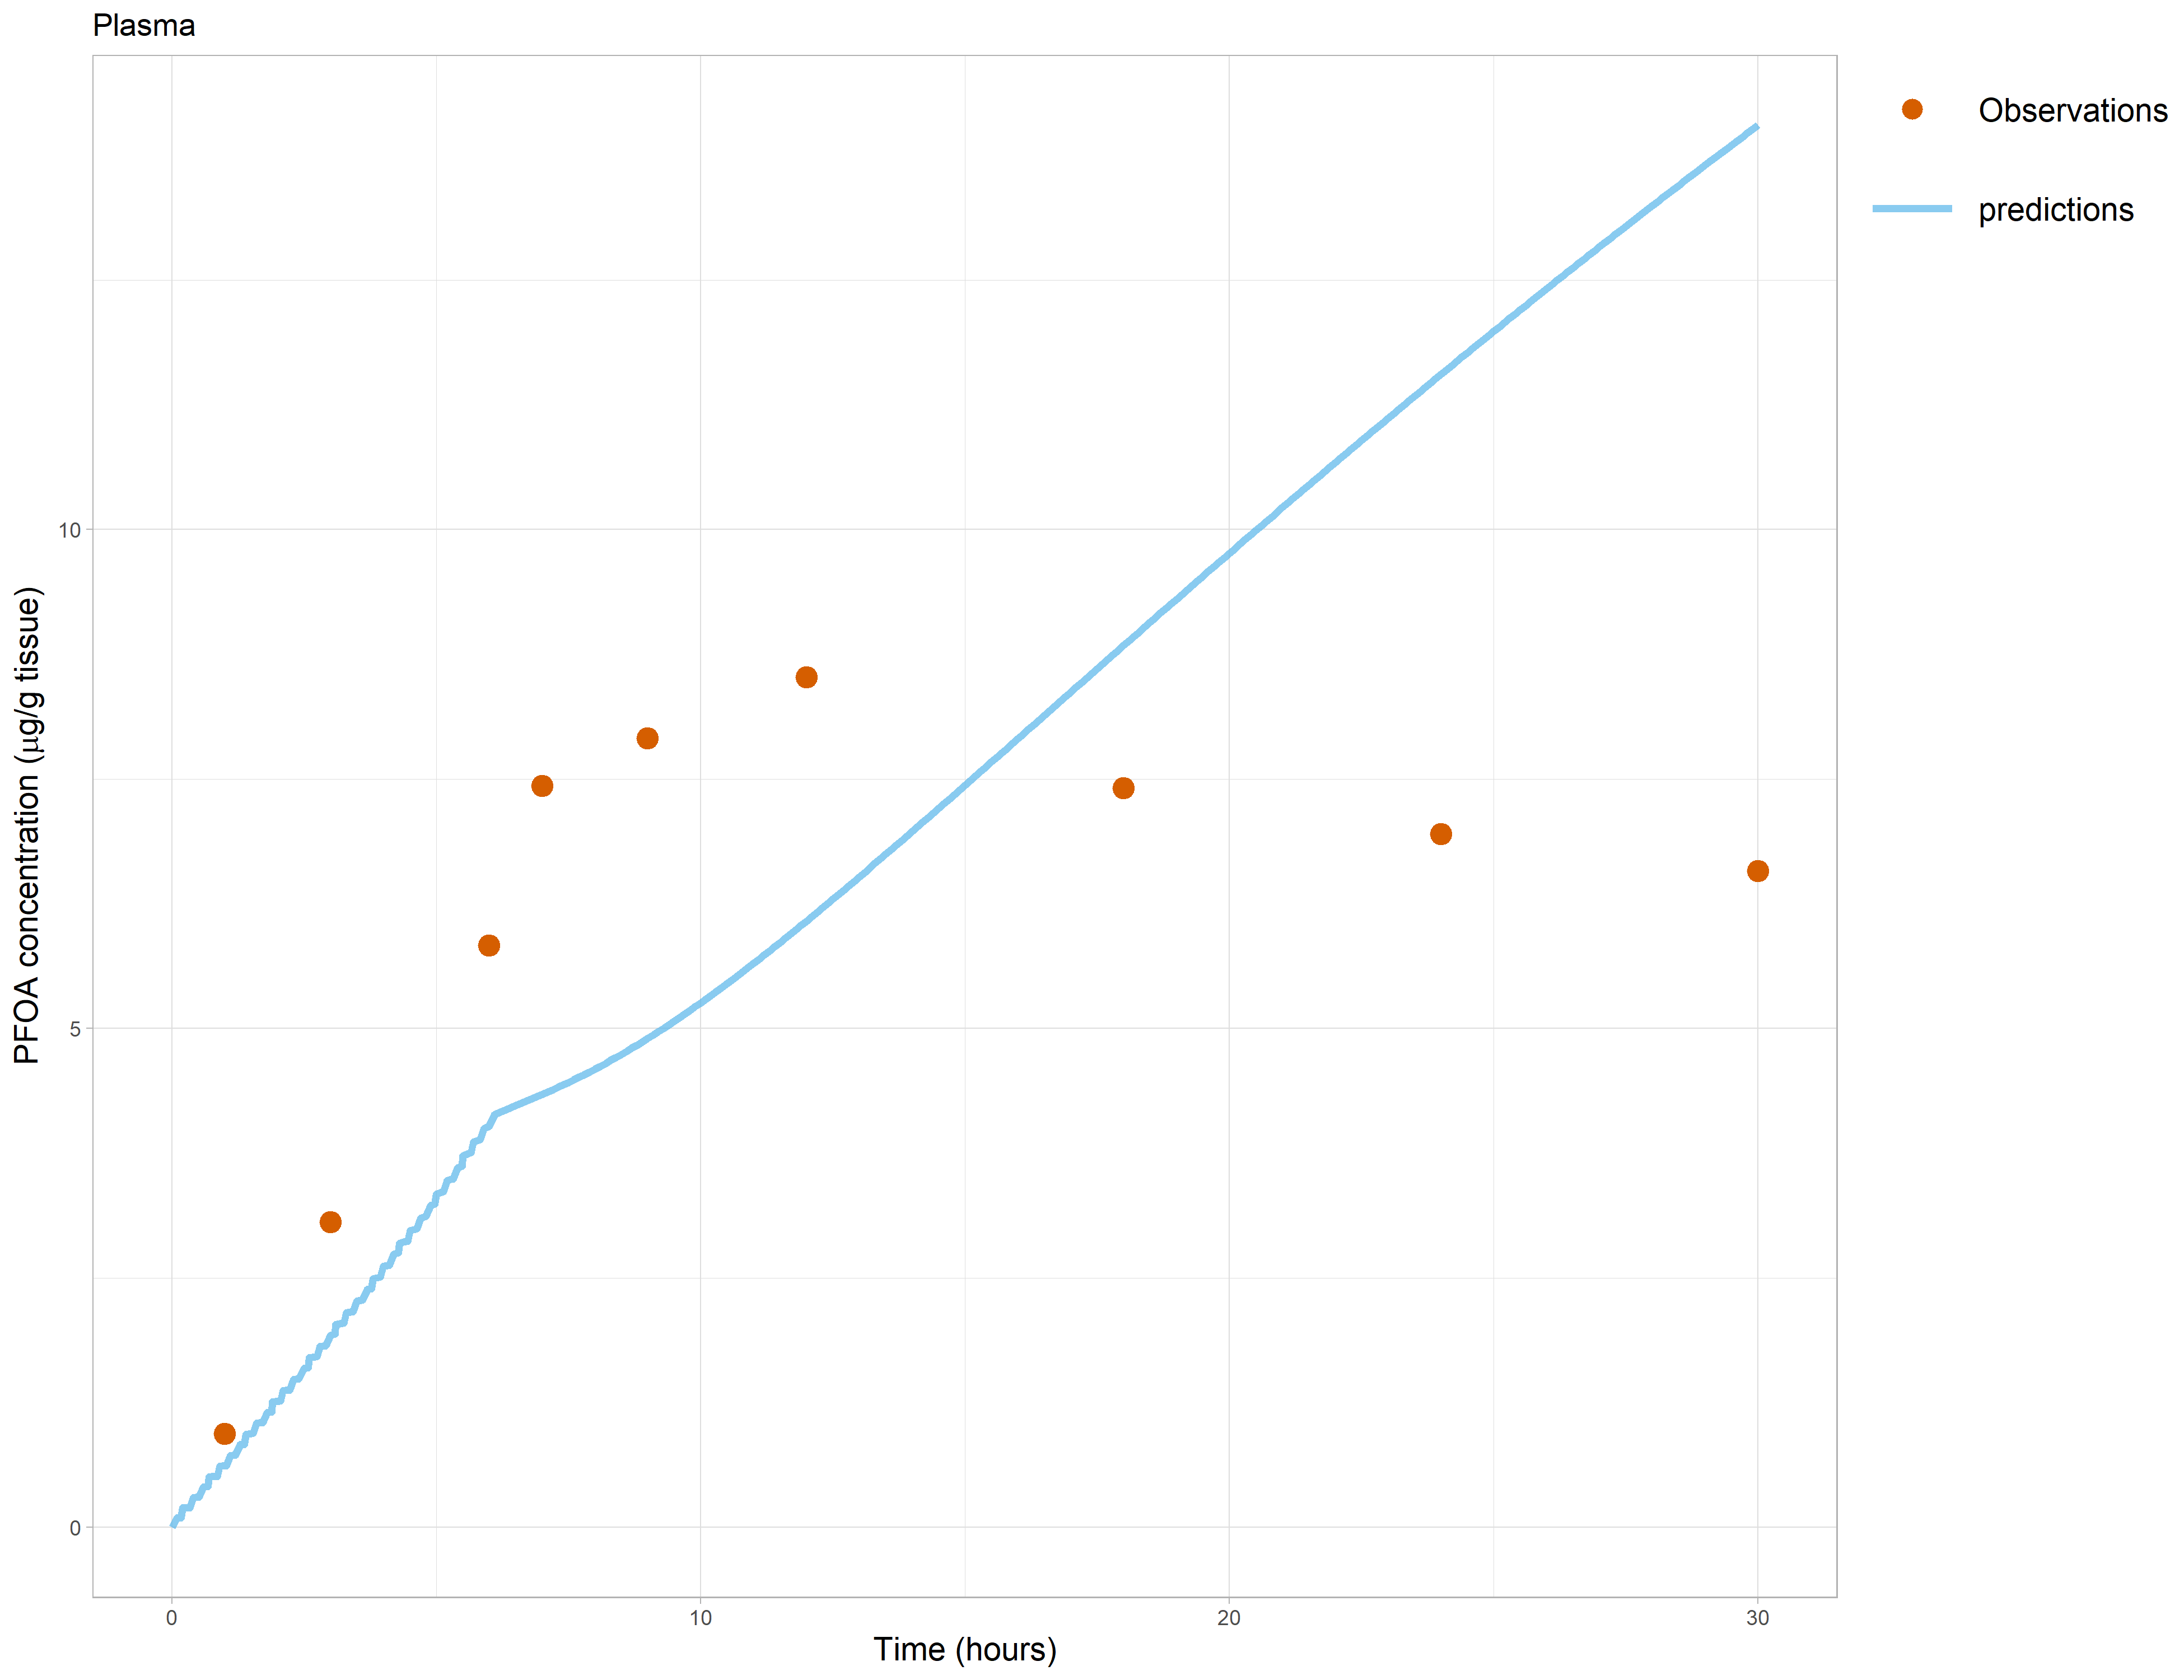 Plasma
Observations
predictions
PFOA concentration (μg/g tissue)
10
5
0
0
10
20
30
Time (hours)